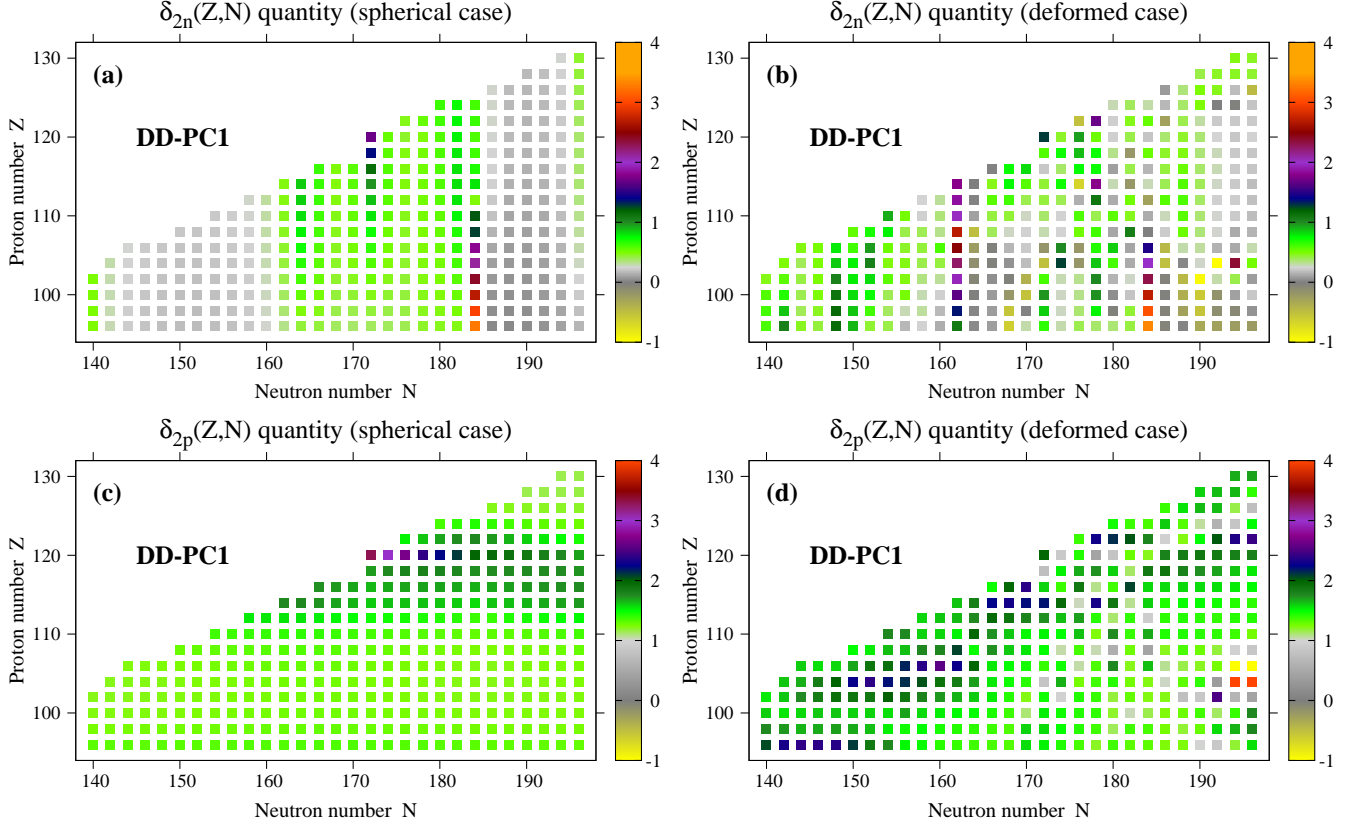 δ2n(Z,N) quantity (spherical case)
(a)
DD-PC1
Proton number Z
130
120
110
100
140 150 160 170 180 190
Neutron number N
4
3
2
1
0
-1
δ2n(Z,N) quantity (deformed case)
(b)
DD-PC1
Proton number Z
130
120
110
100
140 150 160 170 180 190
Neutron number N
4
3
2
1
0
-1
δ2p(Z,N) quantity (spherical case)
(c)
DD-PC1
Proton number Z
130
120
110
100
140 150 160 170 180 190
Neutron number N
4
3
2
1
0
-1
δ2p(Z,N) quantity (deformed case)
(d)
DD-PC1
Proton number Z
130
120
110
100
140 150 160 170 180 190
Neutron number N
4
3
2
1
0
-1